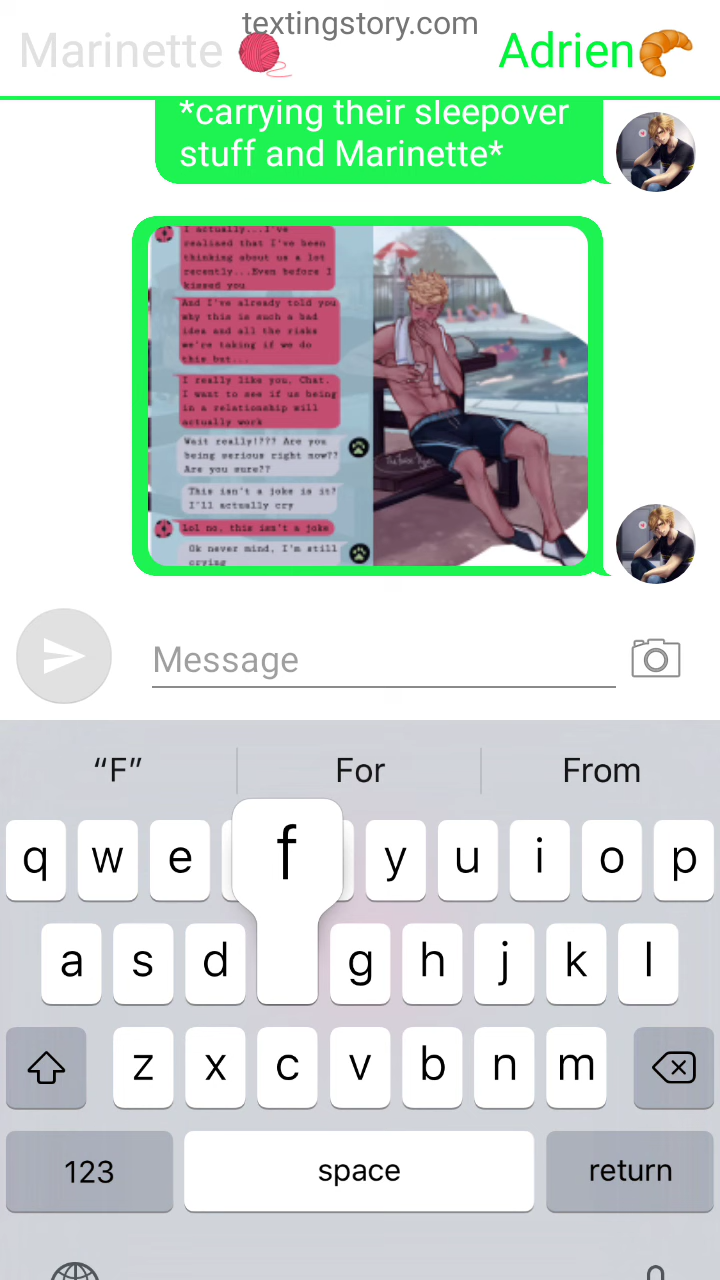 textingstory.com
Marinette
Adrien
*carrying their sleepover
stuff and Marinette*
I actually...I've
realised that I've been
thinking about us a lot
recently...Even before I
kissed you
And I've already told you
why this is such a bad
idea and all the risks
we're taking if we do
this but...
I really like you, Chat.
I want to see if us being
in a relationship will
actually work
Wait really!??? Are you
being serious right now??
Are you sure??
This isn't a joke is it?
I'll actually cry
lol no, this isn't a joke
Ok never mind, I'm still
crying
Message
“F”
For
From
q w e f y u i o p
a s d g h j k l
z x c v b n m
123
space
return